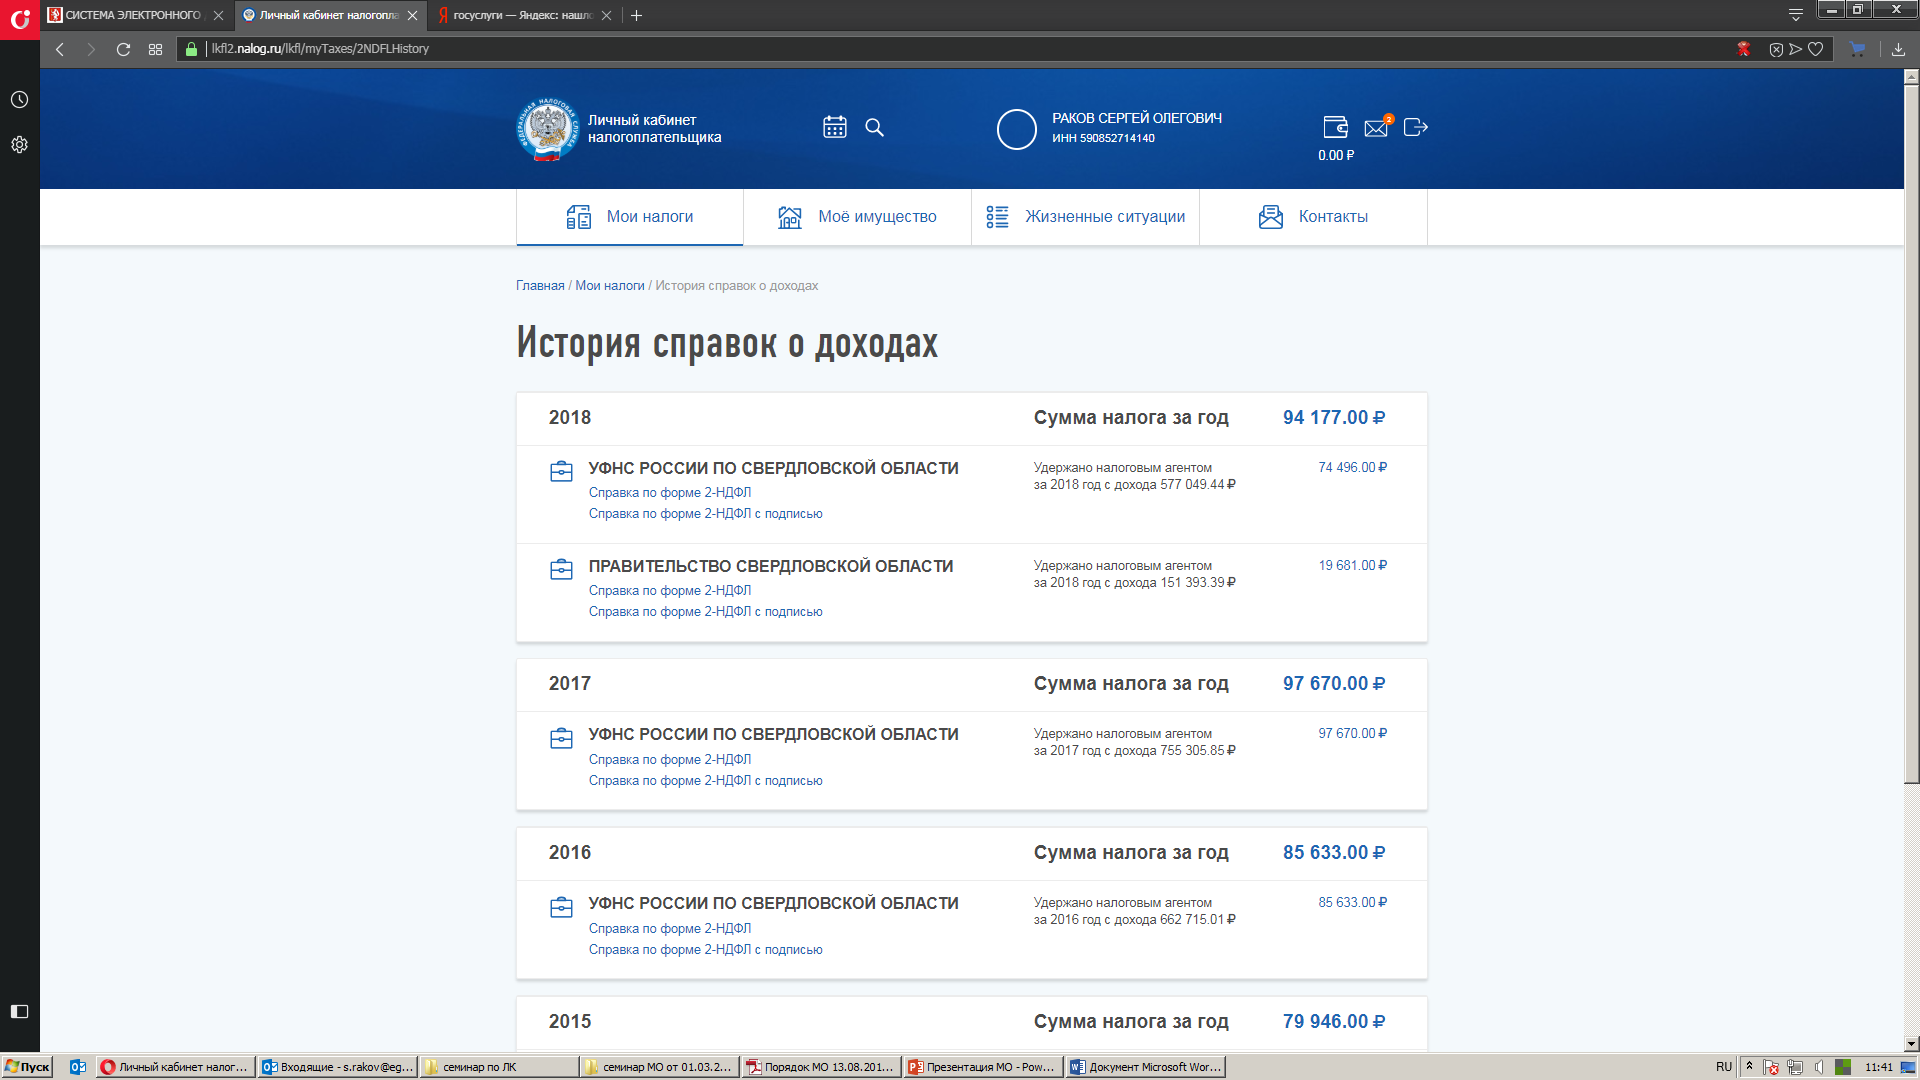 СИСТЕМА ЭЛЕКТРОННОГО
Личный кабинет налогопла
госуслуги — Яндекс: нашло
lkfl2.nalog.ru/lkfl/myTaxes/2NDFLHistory
ФЕДЕРАЛЬНАЯ НАЛОГОВАЯ СЛУЖБА
Личный кабинет
налогоплательщика
РАКОВ СЕРГЕЙ ОЛЕГОВИЧ
ИНН 590852714140
2
0.00 ₽
Мои налоги
Моё имущество
Жизненные ситуации
Контакты
Главная / Мои налоги / История справок о доходах
История справок о доходах
2018 Сумма налога за год 94 177.00 ₽
УФНС РОССИИ ПО СВЕРДЛОВСКОЙ ОБЛАСТИ
Справка по форме 2-НДФЛ
Справка по форме 2-НДФЛ с подписью
Удержано налоговым агентом
за 2018 год с дохода 577 049.44 ₽
74 496.00 ₽
ПРАВИТЕЛЬСТВО СВЕРДЛОВСКОЙ ОБЛАСТИ
Справка по форме 2-НДФЛ
Справка по форме 2-НДФЛ с подписью
Удержано налоговым агентом
за 2018 год с дохода 151 393.39 ₽
19 681.00 ₽
2017 Сумма налога за год 97 670.00 ₽
УФНС РОССИИ ПО СВЕРДЛОВСКОЙ ОБЛАСТИ
Справка по форме 2-НДФЛ
Справка по форме 2-НДФЛ с подписью
Удержано налоговым агентом
за 2017 год с дохода 755 305.85 ₽
97 670.00 ₽
2016 Сумма налога за год 85 633.00 ₽
УФНС РОССИИ ПО СВЕРДЛОВСКОЙ ОБЛАСТИ
Справка по форме 2-НДФЛ
Справка по форме 2-НДФЛ с подписью
Удержано налоговым агентом
за 2016 год с дохода 662 715.01 ₽
85 633.00 ₽
2015 Сумма налога за год 79 946.00 ₽
Пуск
Личный кабинет налог...
Входящие - s.rakov@eg...
семинар по ЛК
семинар МО от 01.03.2...
Порядок МО 13.08.201...
Презентация МО - Pow...
Документ Microsoft Wor...
RU
11:41